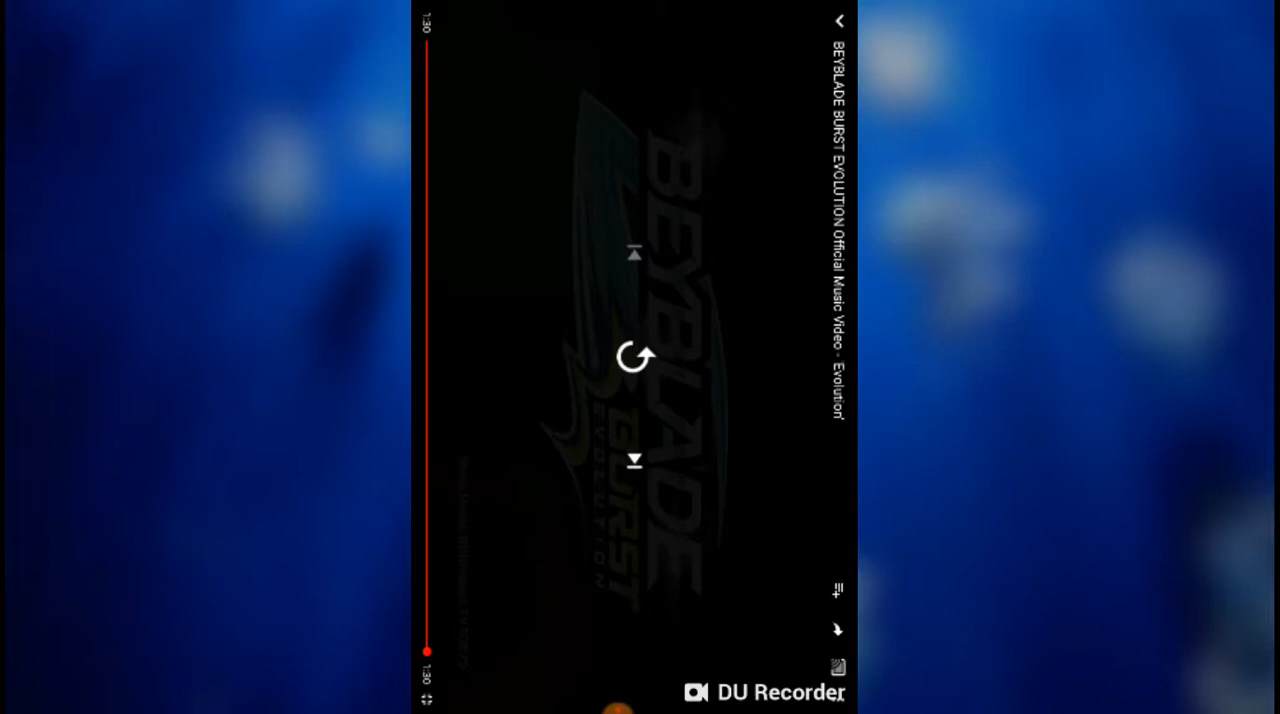 BEYBLADE BURST EVOLUTION Official Music Video - 'Evolution'
BEYBLADE
BURST
EVOLUTION
1:30
1:30
DU Recorder